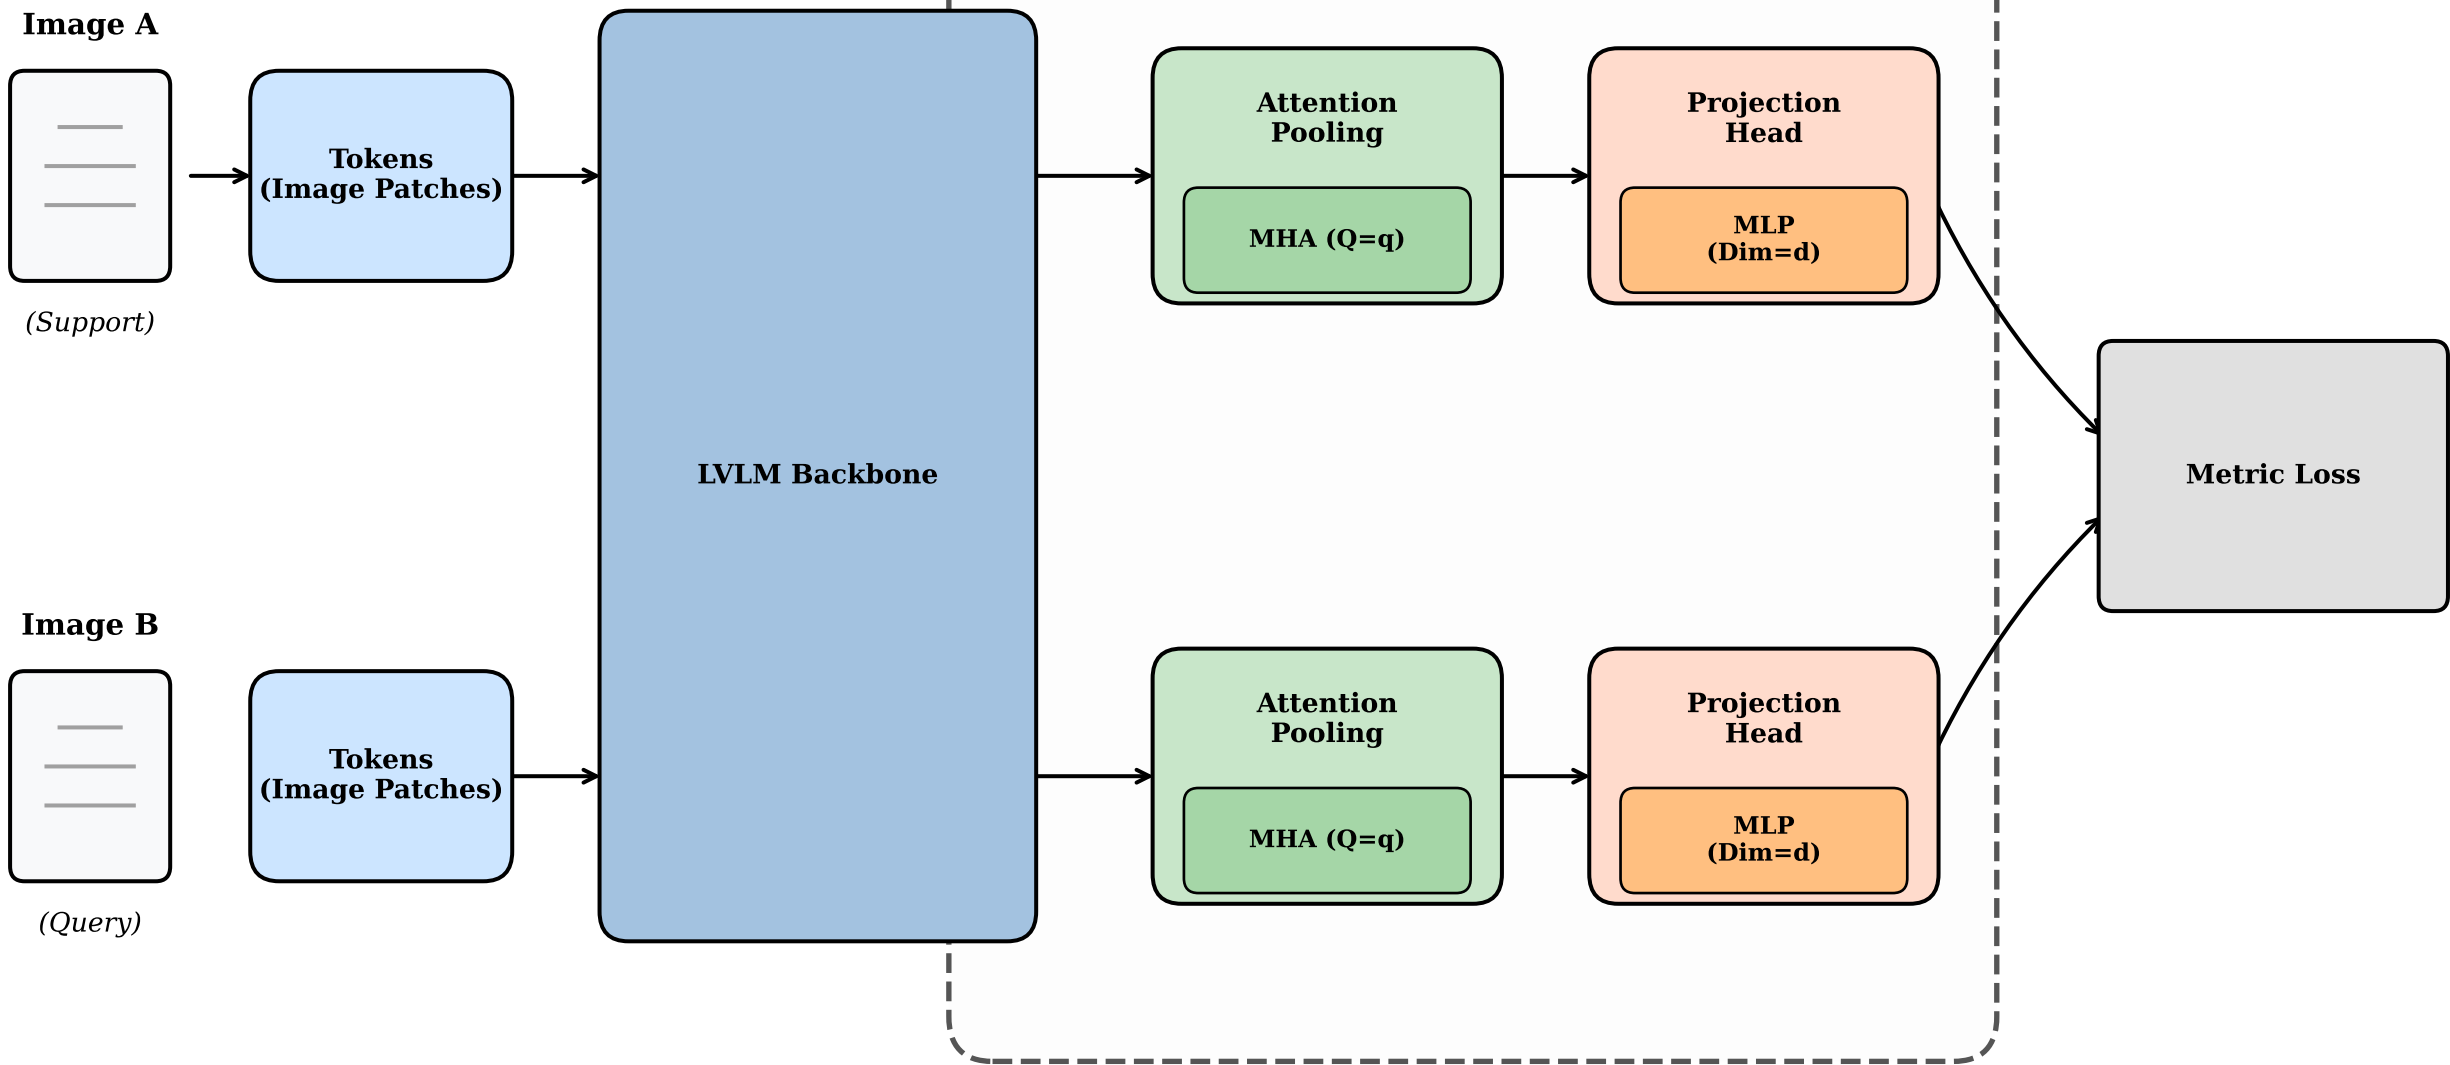 Image A
(Support)
Tokens
(Image Patches)
LVLM Backbone
Attention
Pooling
MHA (Q=q)
Projection
Head
MLP
(Dim=d)
Metric Loss
Image B
(Query)
Tokens
(Image Patches)
Attention
Pooling
MHA (Q=q)
Projection
Head
MLP
(Dim=d)